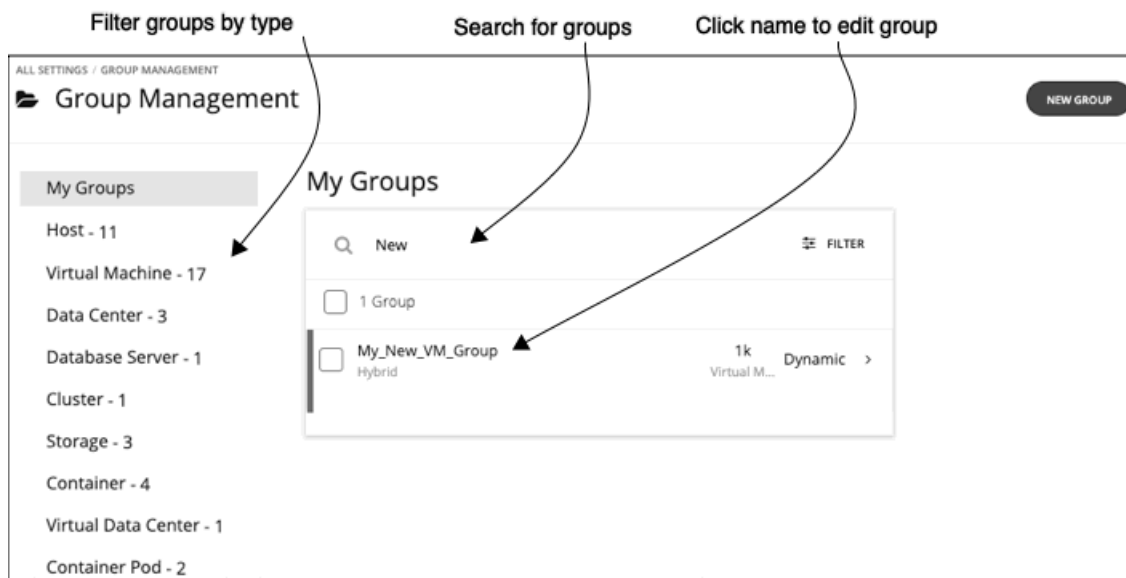 Filter groups by type
Search for groups
Click name to edit group
ALL SETTINGS / GROUP MANAGEMENT
Group Management
NEW GROUP
My Groups
Host - 11
Virtual Machine - 17
Data Center - 3
Database Server - 1
Cluster - 1
Storage - 3
Container - 4
Virtual Data Center - 1
Container Pod - 2
My Groups
New
FILTER
1 Group
My_New_VM_Group
Hybrid
1k
Virtual M...
Dynamic >